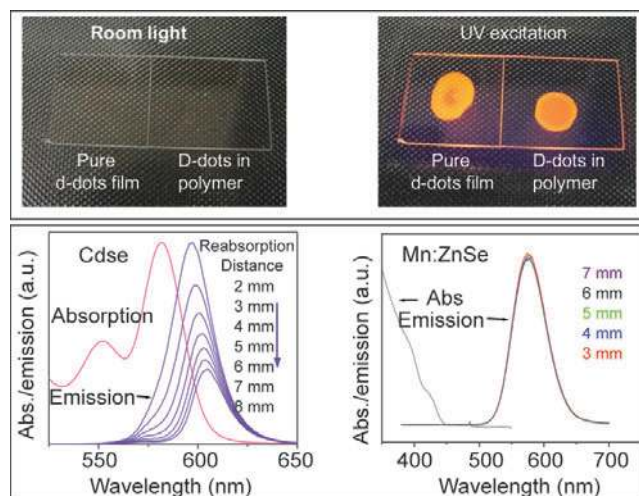 Room light
Pure
d-dots film
D-dots in
polymer
UV excitation
Pure
d-dots film
D-dots in
polymer
Abs./emission (a.u.)
Cdse
Absorption
Emission
Reabsorption
Distance
2 mm
3 mm
4 mm
5 mm
6 mm
7 mm
8 mm
550 600 650
Wavelength (nm)
Abs./emission (a.u.)
Mn:ZnSe
Abs
Emission
7 mm
6 mm
5 mm
4 mm
3 mm
400 500 600 700
Wavelength (nm)